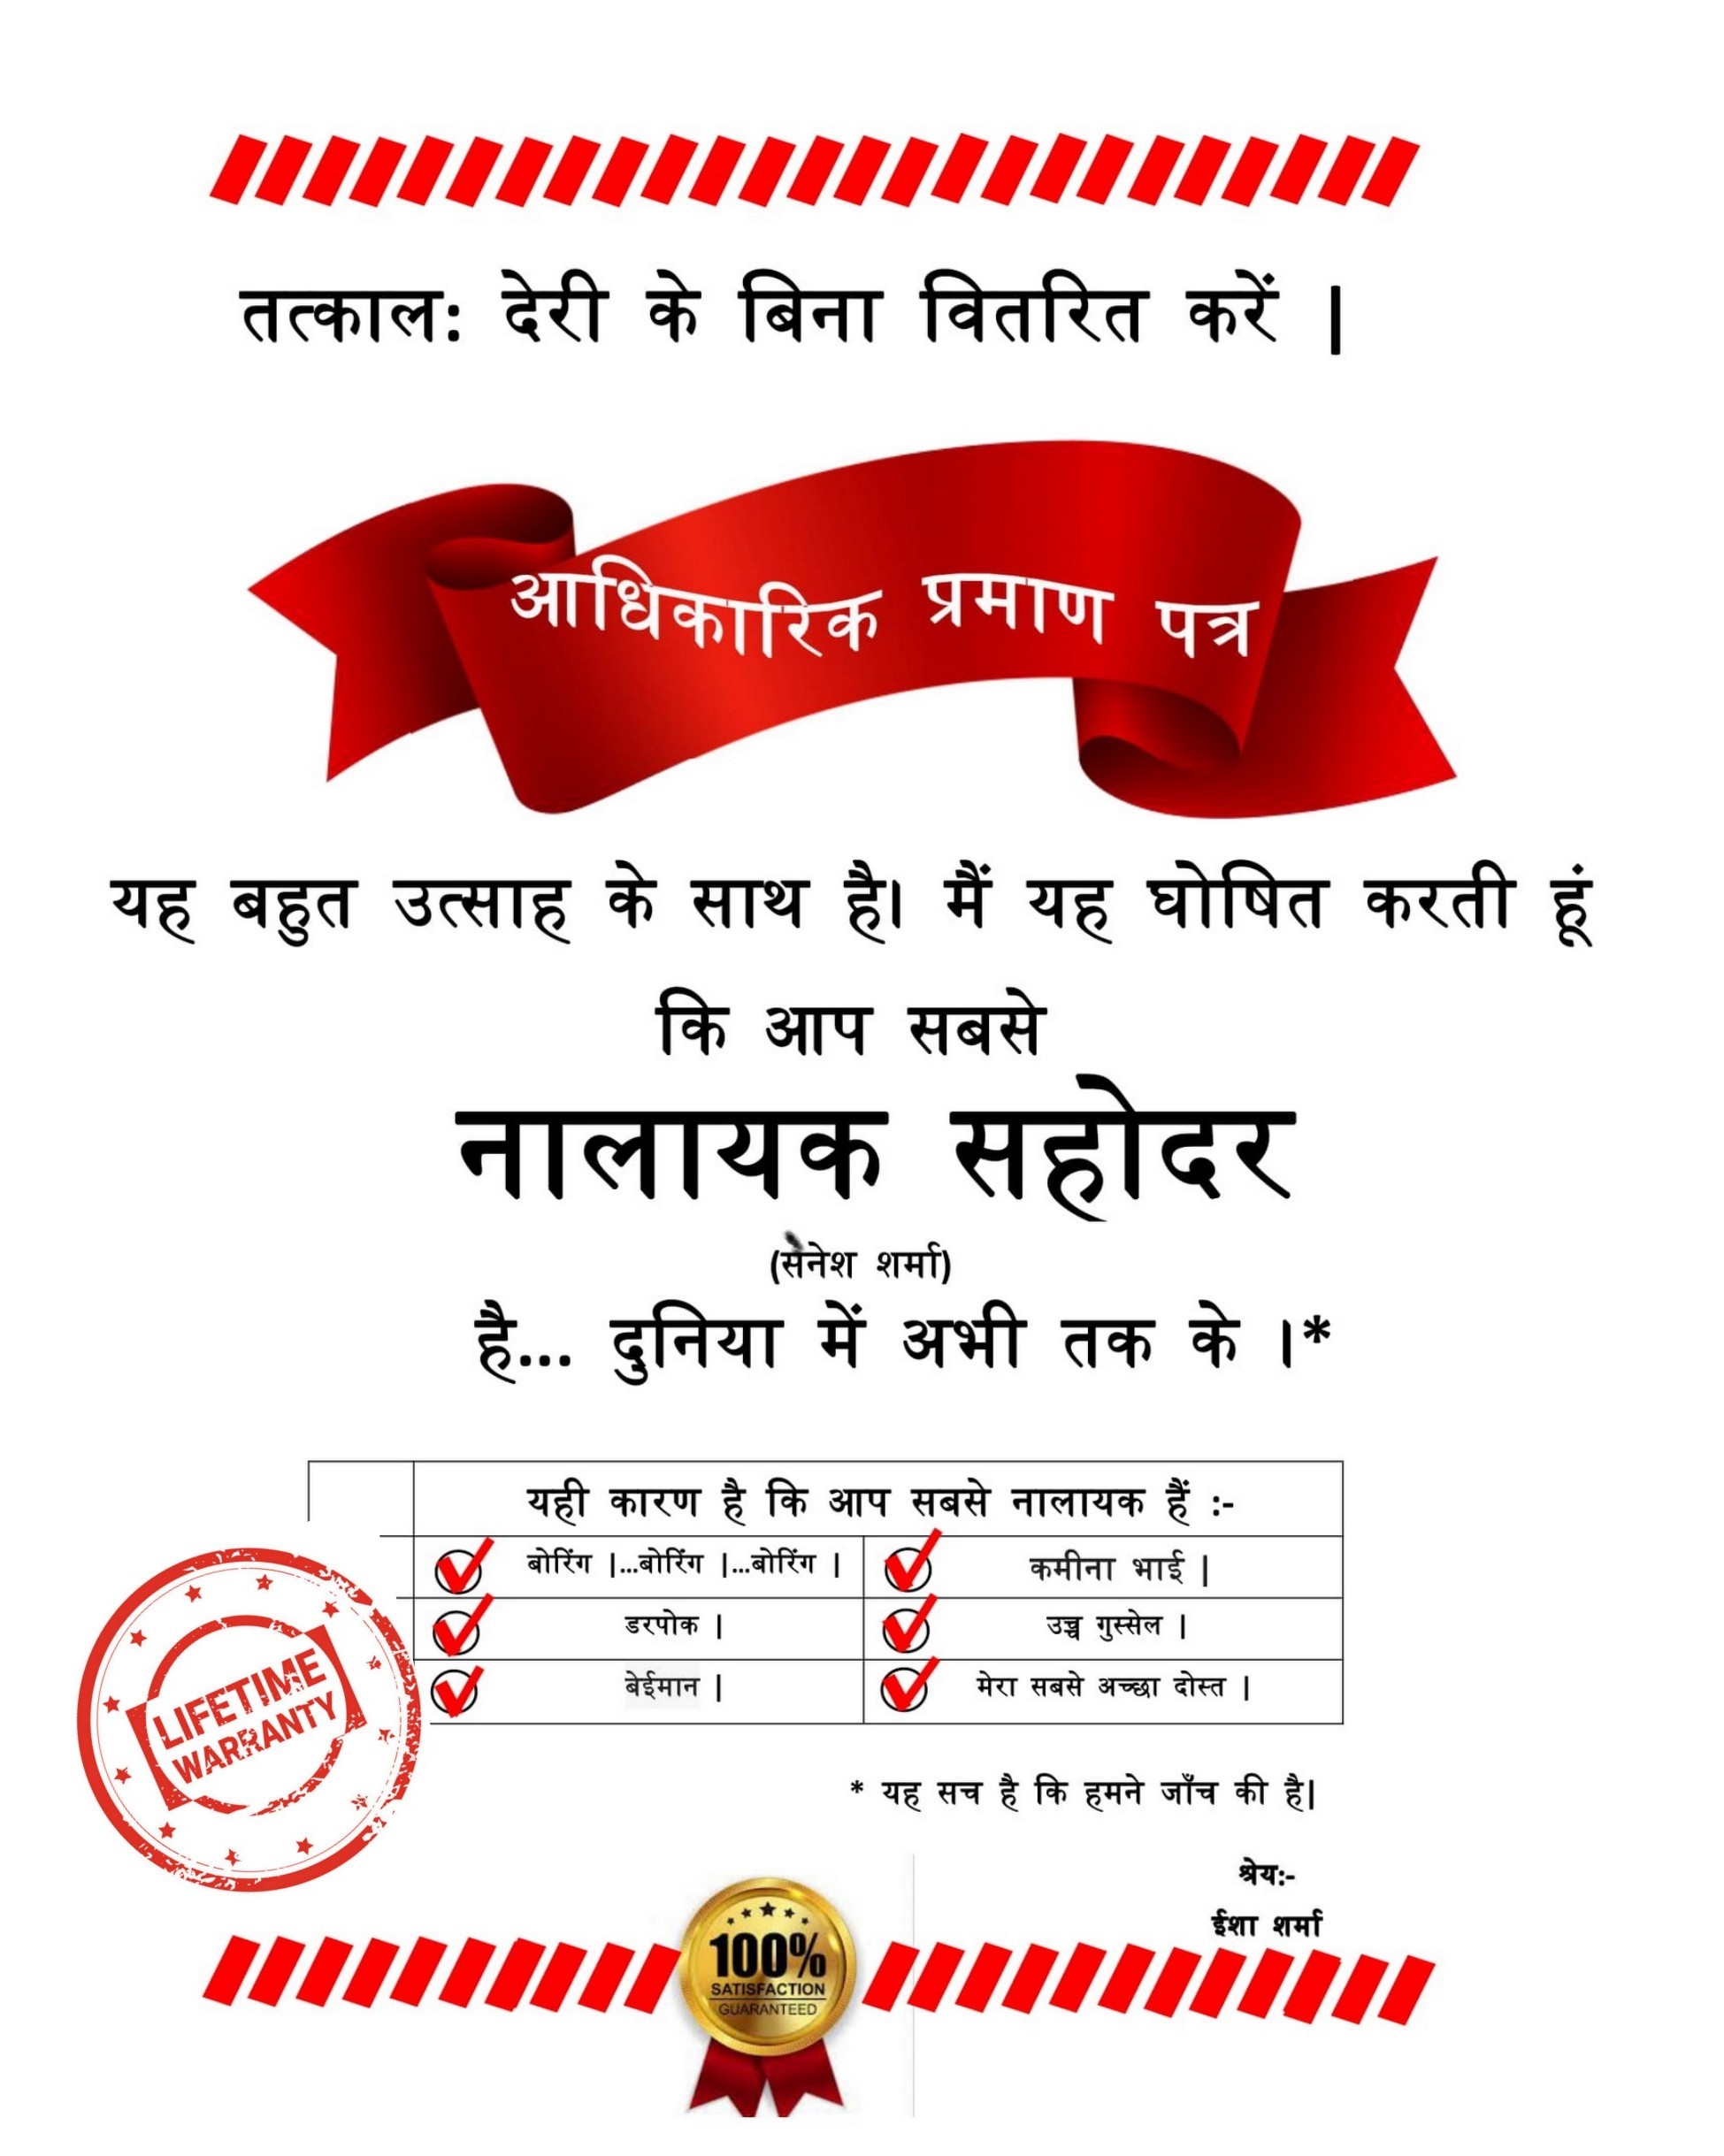 तत्काल: देरी के बिना वितरित करें |
आधिकारिक प्रमाण पत्र
यह बहुत उत्साह के साथ है। मैं यह घोषित करती हूं
कि आप सबसे
नालायक सहोदर
(सेनेश शर्मा)
है... दुनिया में अभी तक के ।*
यही कारण है कि आप सबसे नालायक हैं :-
बोरिंग |...बोरिंग |...बोरिंग |
कमीना भाई |
डरपोक |
उच्च गुस्सेल |
बेईमान |
मेरा सबसे अच्छा दोस्त |
LIFETIME
WARRANTY
* यह सच है कि हमने जाँच की है|
श्रेय:-
ईशा शर्मा
100%
SATISFACTION
GUARANTEED